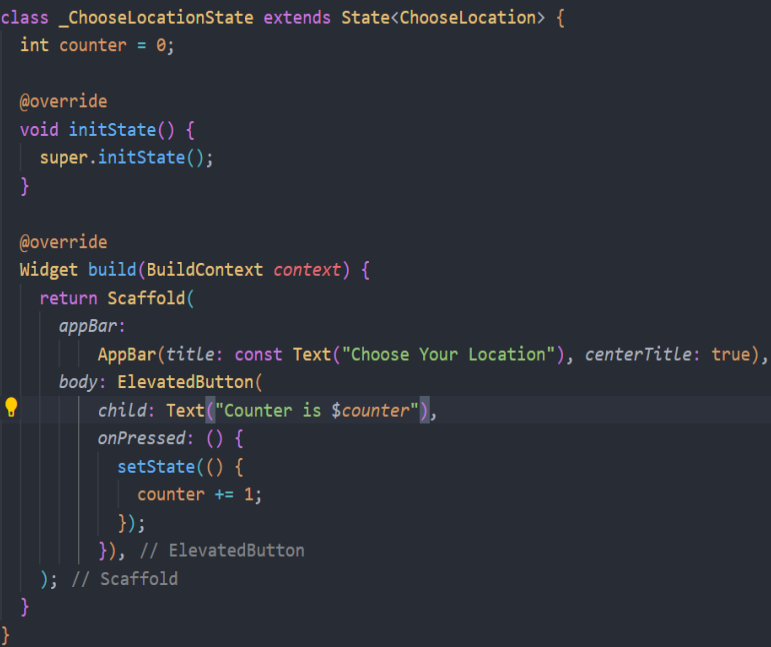 class _ChooseLocationState extends State<ChooseLocation> {
  int counter = 0;

  @override
  void initState() {
    super.initState();
  }

  @override
  Widget build(BuildContext context) {
    return Scaffold(
      appBar:
          AppBar(title: const Text("Choose Your Location"), centerTitle: true),
      body: ElevatedButton(
          child: Text("Counter is $counter"),
          onPressed: () {
            setState(() {
              counter += 1;
            });
          }), // ElevatedButton
    ); // Scaffold
  }
}